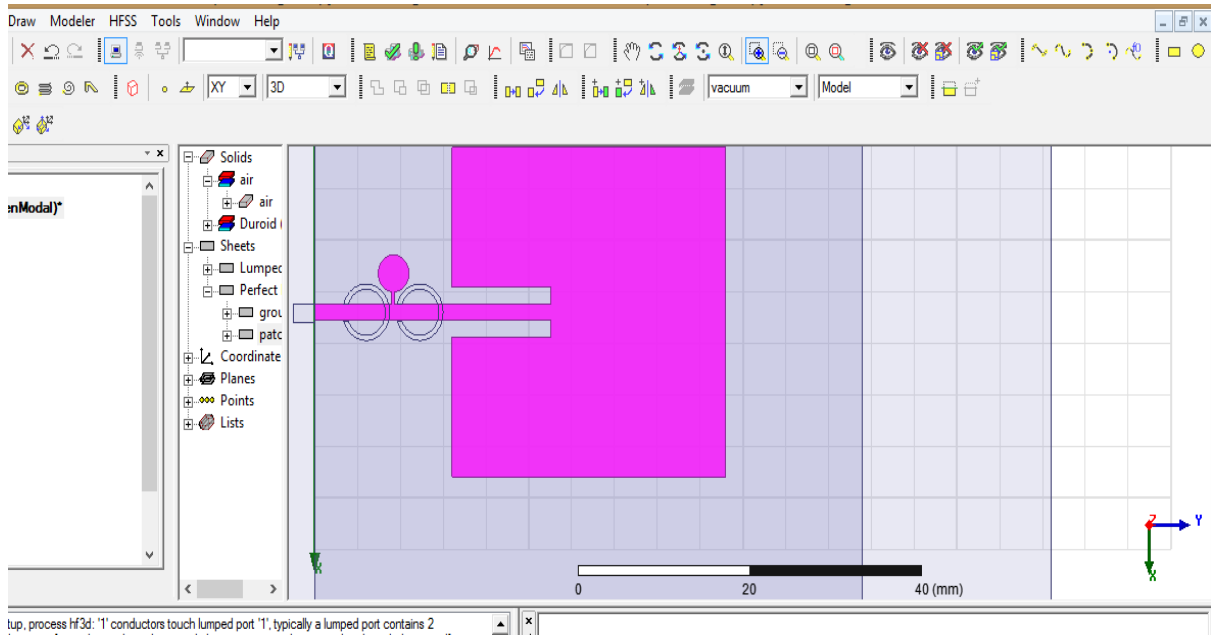 Draw Modeler HFSS Tools Window Help
XY 3D vacuum Model
Solids
enModal)*
air
air
Duroid (
Sheets
Lumpec
Perfect
grou
patc
Coordinate
Planes
Points
Lists
Z Y
X X
0 20 40 (mm)
tup, process hf3d: '1' conductors touch lumped port '1', typically a lumped port contains 2